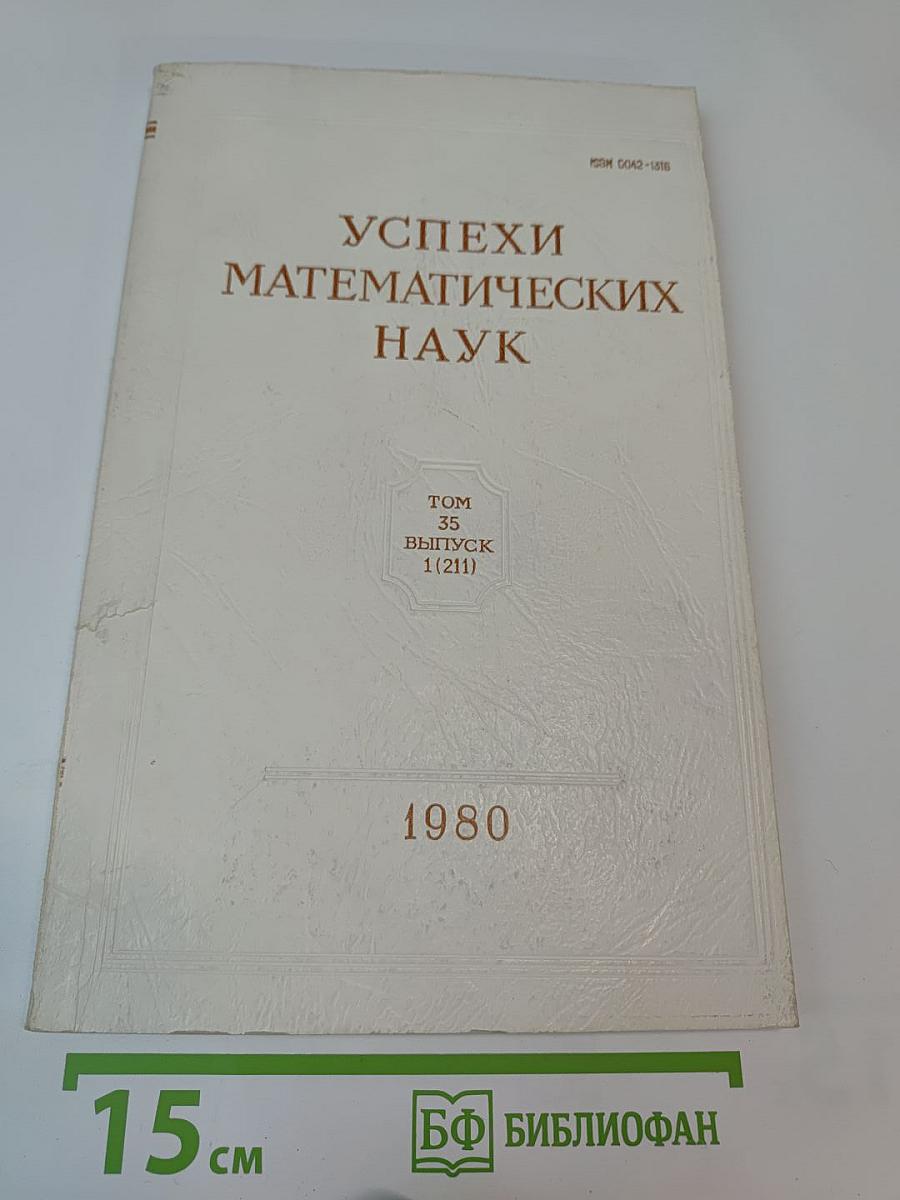 ISSN 0042-1316
УСПЕХИ
МАТЕМАТИЧЕСКИХ
НАУК
ТОМ
35
ВЫПУСК
1(211)
1980
15 см
БФ БИБЛИОФАН